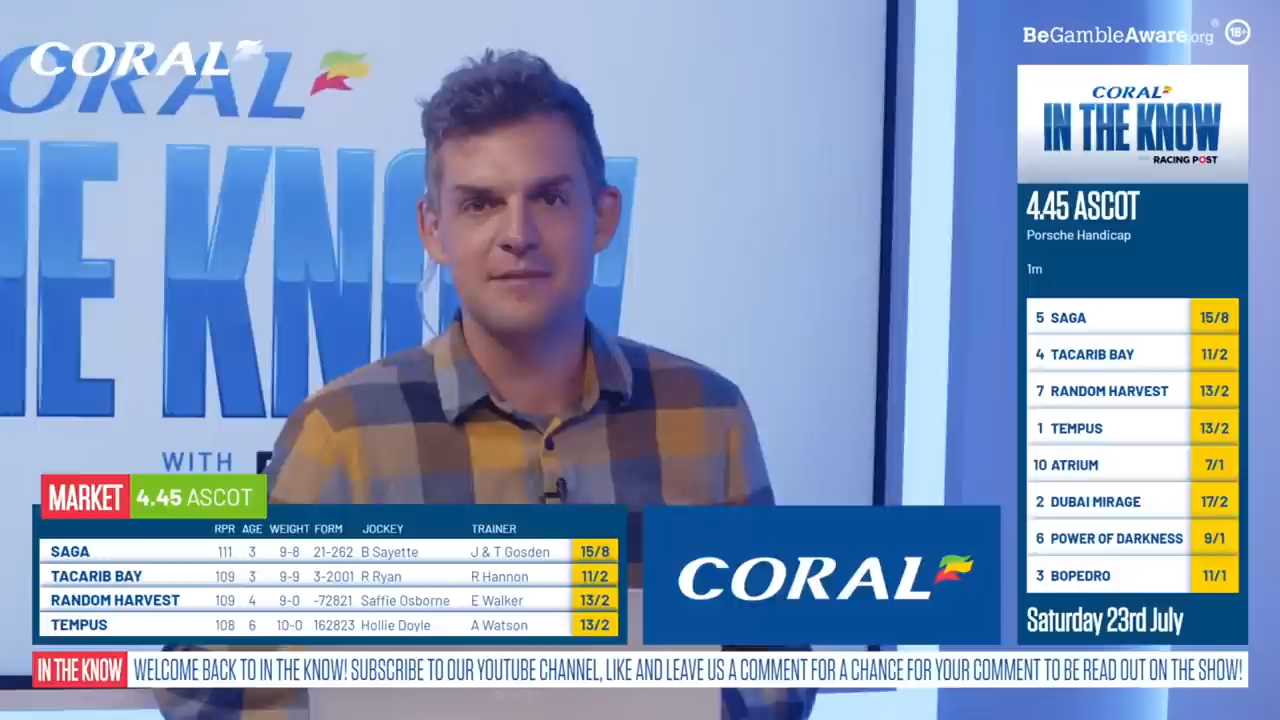 CORAL
BeGambleAware.org 18+
CORAL
CORAL
IN THE KNOW
RACING POST
4.45 ASCOT
Porsche Handicap
1m
5 SAGA 15/8
4 TACARIB BAY 11/2
7 RANDOM HARVEST 13/2
1 TEMPUS 13/2
10 ATRIUM 7/1
2 DUBAI MIRAGE 17/2
6 POWER OF DARKNESS 9/1
3 BOPEDRO 11/1
Saturday 23rd July
HE KNO
WITH
MARKET 4.45 ASCOT
RPR AGE WEIGHT FORM JOCKEY TRAINER
SAGA 111 3 9-8 21-262 B Sayette J & T Gosden 15/8
TACARIB BAY 109 3 9-9 3-2001 R Ryan R Hannon 11/2
RANDOM HARVEST 109 4 9-0 -72821 Saffie Osborne E Walker 13/2
TEMPUS 108 6 10-0 162823 Hollie Doyle A Watson 13/2
CORAL
IN THE KNOW WELCOME BACK TO IN THE KNOW! SUBSCRIBE TO OUR YOUTUBE CHANNEL, LIKE AND LEAVE US A COMMENT FOR A CHANCE FOR YOUR COMMENT TO BE READ OUT ON THE SHOW!